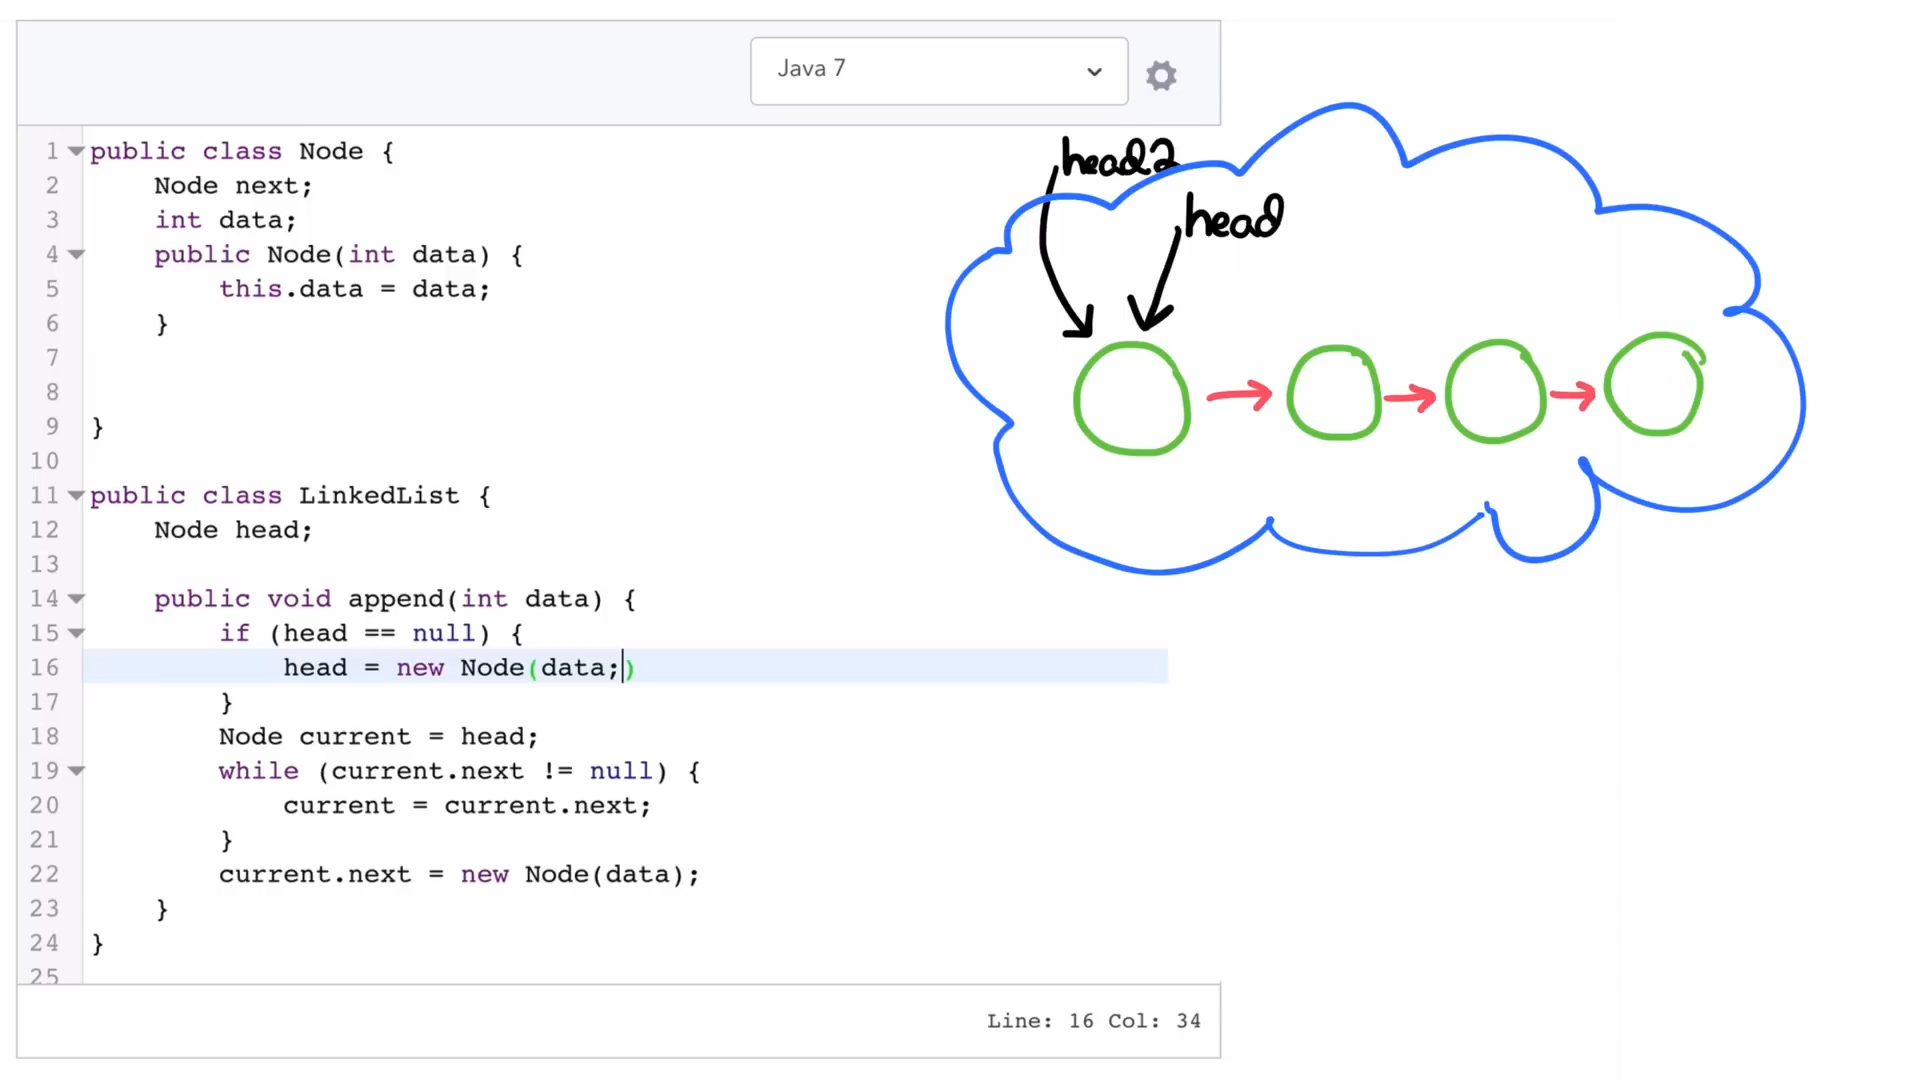 Java 7
1 public class Node {
2     Node next;
3     int data;
4     public Node(int data) {
5         this.data = data;
6     }
7
8
9 }
10
11 public class LinkedList {
12     Node head;
13
14     public void append(int data) {
15         if (head == null) {
16             head = new Node(data;)
17         }
18         Node current = head;
19         while (current.next != null) {
20             current = current.next;
21         }
22         current.next = new Node(data);
23     }
24 }
25
Line: 16 Col: 34
head2
head